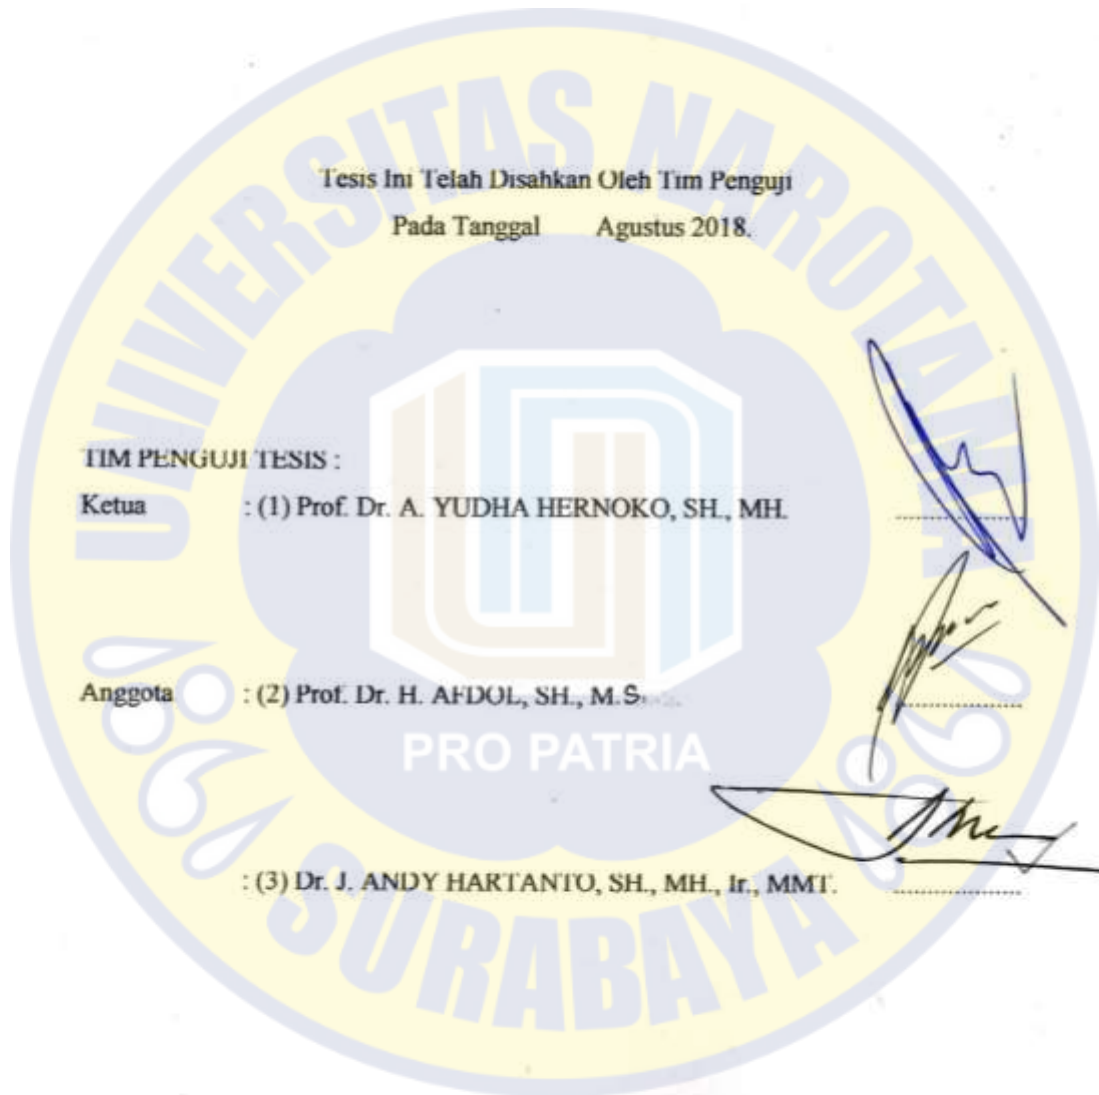 UNIVERSITAS NAROTAMA
Tesis Ini Telah Disahkan Oleh Tim Penguji
Pada Tanggal Agustus 2018.
TIM PENGUJI TESIS :
Ketua : (1) Prof. Dr. A. YUDHA HERNOKO, SH., MH.
Anggota : (2) Prof. Dr. H. AFDOL, SH., M.S.
PRO PATRIA
: (3) Dr. J. ANDY HARTANTO, SH., MH., Ir., MMT.
SURABAYA